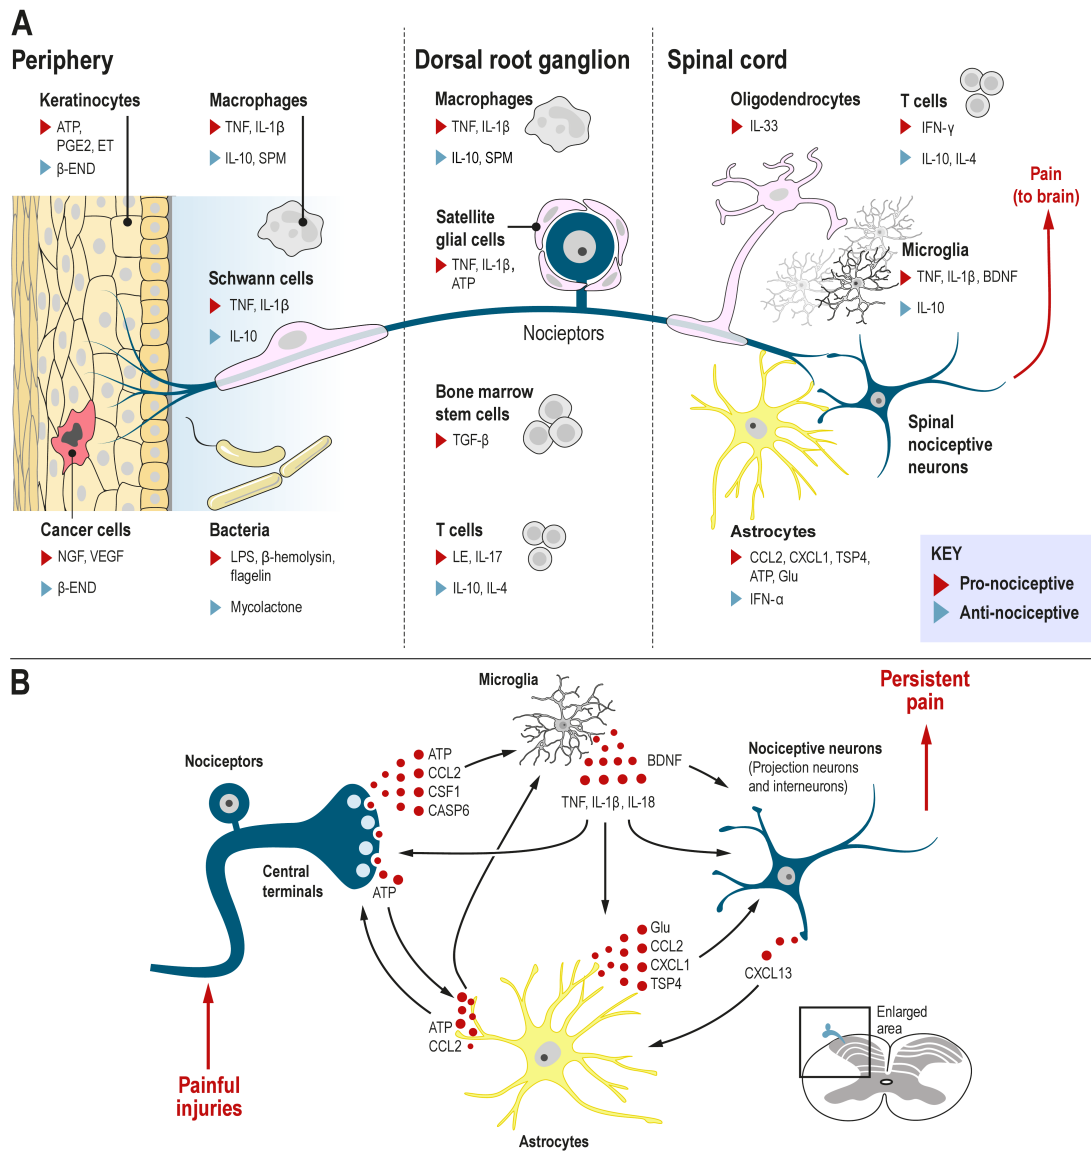 A
Periphery
Keratinocytes
ATP,
PGE2, ET
β-END
Macrophages
TNF, IL-1β
IL-10, SPM
Schwann cells
TNF, IL-1β
IL-10
Cancer cells
NGF, VEGF
β-END
Bacteria
LPS, β-hemolysin,
flagelin
Mycolactone
Dorsal root ganglion
Macrophages
TNF, IL-1β
IL-10, SPM
Satellite
glial cells
TNF, IL-1β,
ATP
Nocieptors
Bone marrow
stem cells
TGF-β
T cells
LE, IL-17
IL-10, IL-4
Spinal cord
Oligodendrocytes
IL-33
T cells
IFN-γ
IL-10, IL-4
Pain
(to brain)
Microglia
TNF, IL-1β, BDNF
IL-10
Spinal
nociceptive
neurons
Astrocytes
CCL2, CXCL1, TSP4,
ATP, Glu
IFN-α
KEY
Pro-nociceptive
Anti-nociceptive
B
Microglia
Persistent
pain
Nociceptors
ATP
CCL2
CSF1
CASP6
BDNF
TNF, IL-1β, IL-18
Nociceptive neurons
(Projection neurons
and interneurons)
Central
terminals
ATP
Glu
CCL2
CXCL1
TSP4
CXCL13
ATP
CCL2
Enlarged
area
Painful
injuries
Astrocytes